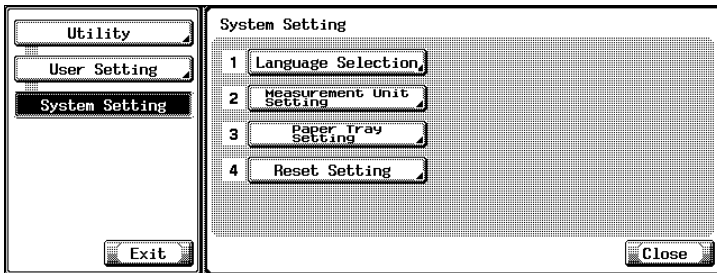 Utility
User Setting
System Setting
Exit
System Setting
1 Language Selection
2 Measurement Unit
Setting
3 Paper Tray
Setting
4 Reset Setting
Close